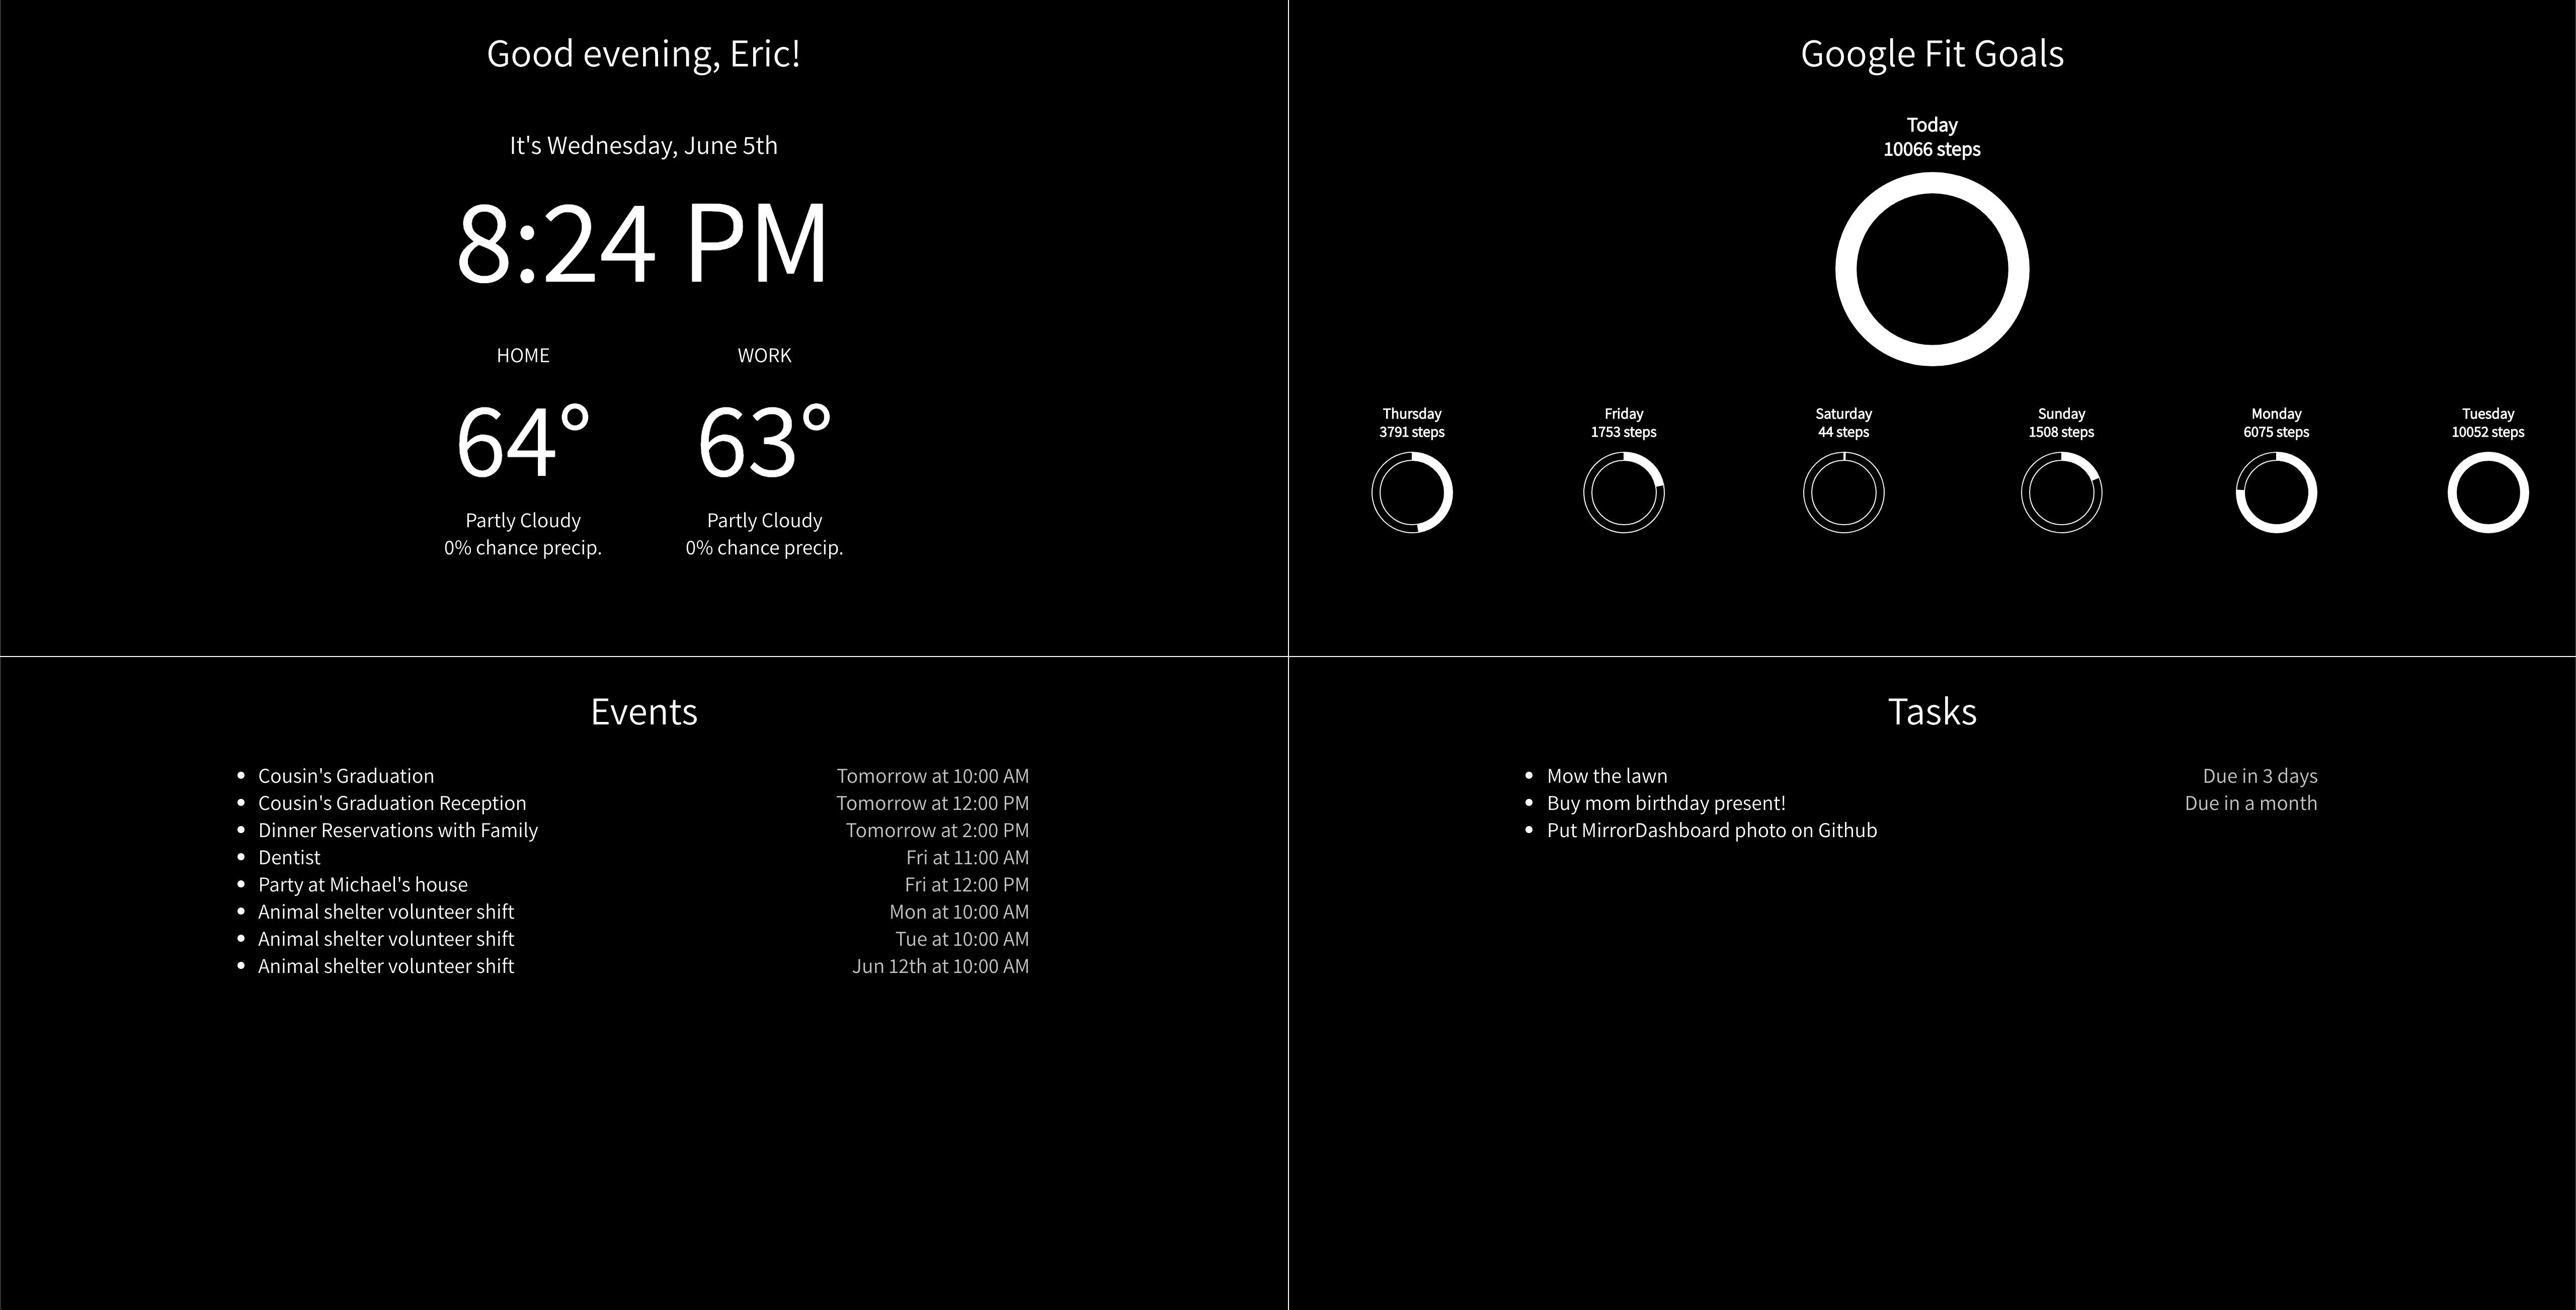 Good evening, Eric!
It's Wednesday, June 5th
8:24 PM
HOME
64°
Partly Cloudy
0% chance precip.
WORK
63°
Partly Cloudy
0% chance precip.
Google Fit Goals
Today
10066 steps
Thursday
3791 steps
Friday
1753 steps
Saturday
44 steps
Sunday
1508 steps
Monday
6075 steps
Tuesday
10052 steps
Events
Cousin's Graduation Tomorrow at 10:00 AM
Cousin's Graduation Reception Tomorrow at 12:00 PM
Dinner Reservations with Family Tomorrow at 2:00 PM
Dentist Fri at 11:00 AM
Party at Michael's house Fri at 12:00 PM
Animal shelter volunteer shift Mon at 10:00 AM
Animal shelter volunteer shift Tue at 10:00 AM
Animal shelter volunteer shift Jun 12th at 10:00 AM
Tasks
Mow the lawn Due in 3 days
Buy mom birthday present! Due in a month
Put MirrorDashboard photo on Github